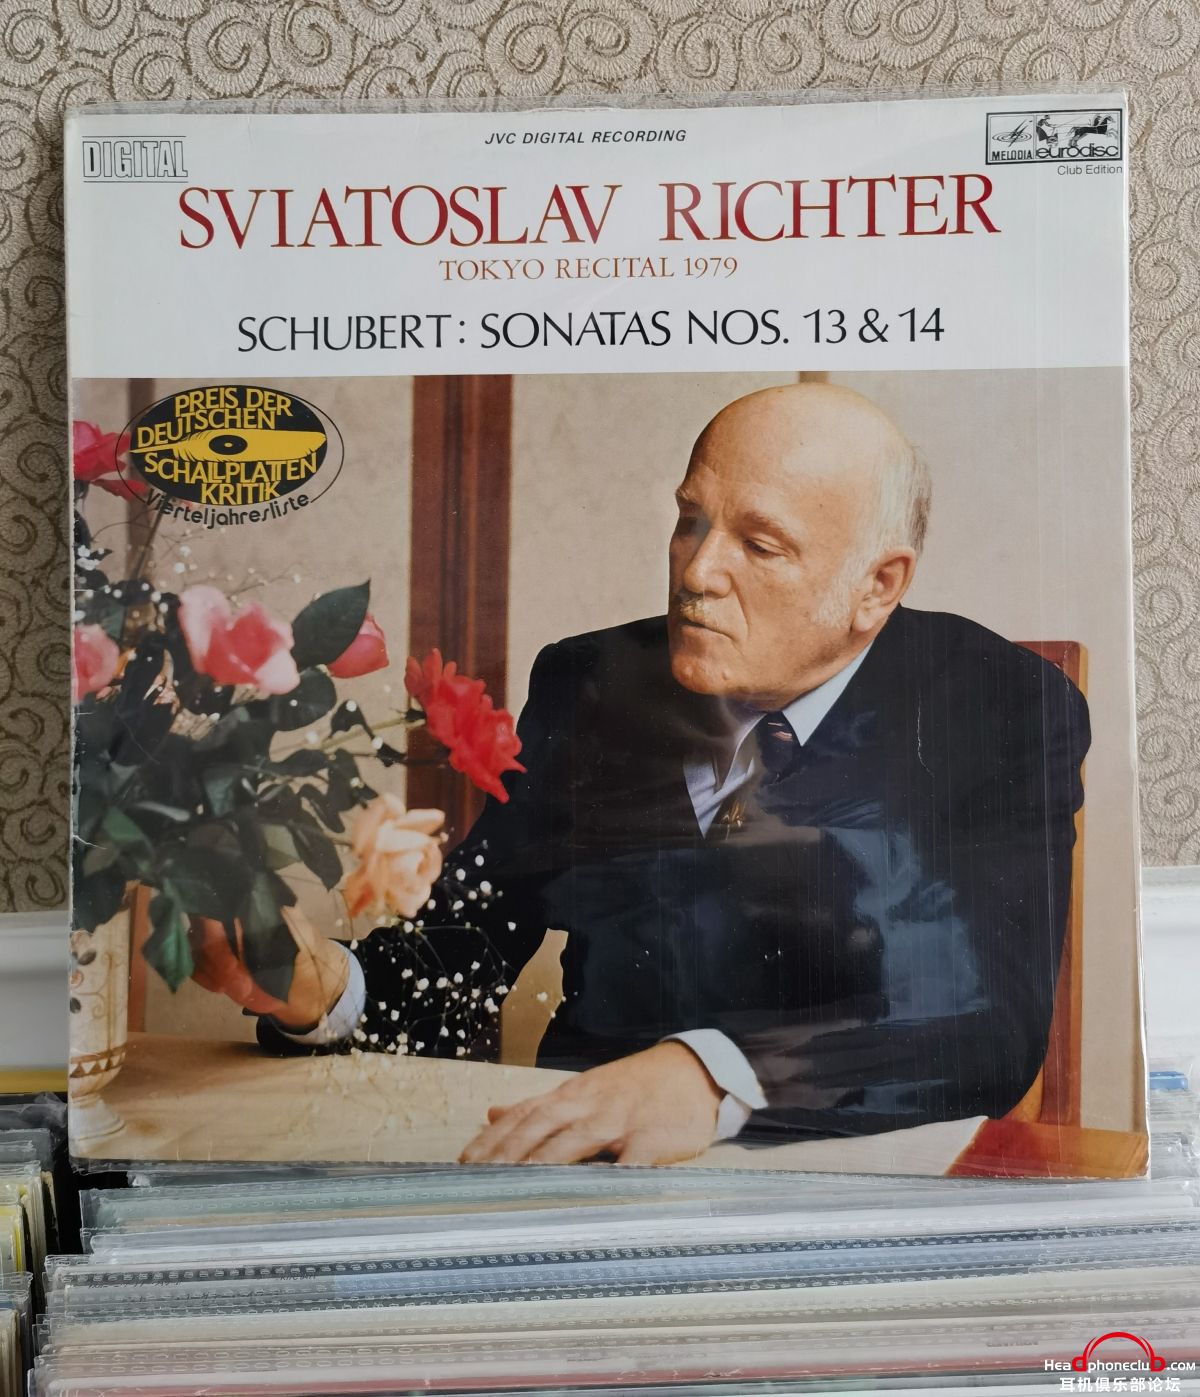 DIGITAL
JVC DIGITAL RECORDING
MELODIA eurodisc
Club Edition
SVIATOSLAV RICHTER
TOKYO RECITAL 1979
SCHUBERT: SONATAS NOS. 13 & 14
PREIS DER
DEUTSCHEN
SCHALLPLATTEN
KRITIK
Vierteljahresliste
Headphoneclub.com
耳机俱乐部论坛